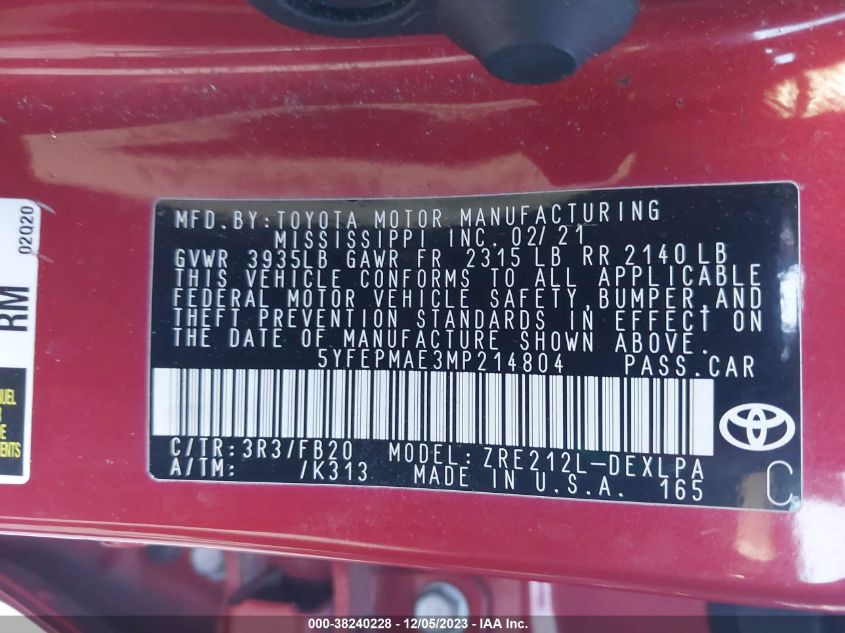 MFD. BY: TOYOTA MOTOR MANUFACTURING
MISSISSIPPI INC. 02/21
GVWR 3935LB GAWR FR 2315 LB RR 2140 LB
THIS VEHICLE CONFORMS TO ALL APPLICABLE
FEDERAL MOTOR VEHICLE SAFETY, BUMPER, AND
THEFT PREVENTION STANDARDS IN EFFECT ON
THE DATE OF MANUFACTURE SHOWN ABOVE.
5YFEPMAE3MP214804 PASS. CAR
C/TR: 3R3/FB20 MODEL: ZRE212L-DEXLPA
A/TM: /K313 MADE IN U.S.A. 165
C
02Q20
RM
000-38240228 - 12/05/2023 - IAA Inc.